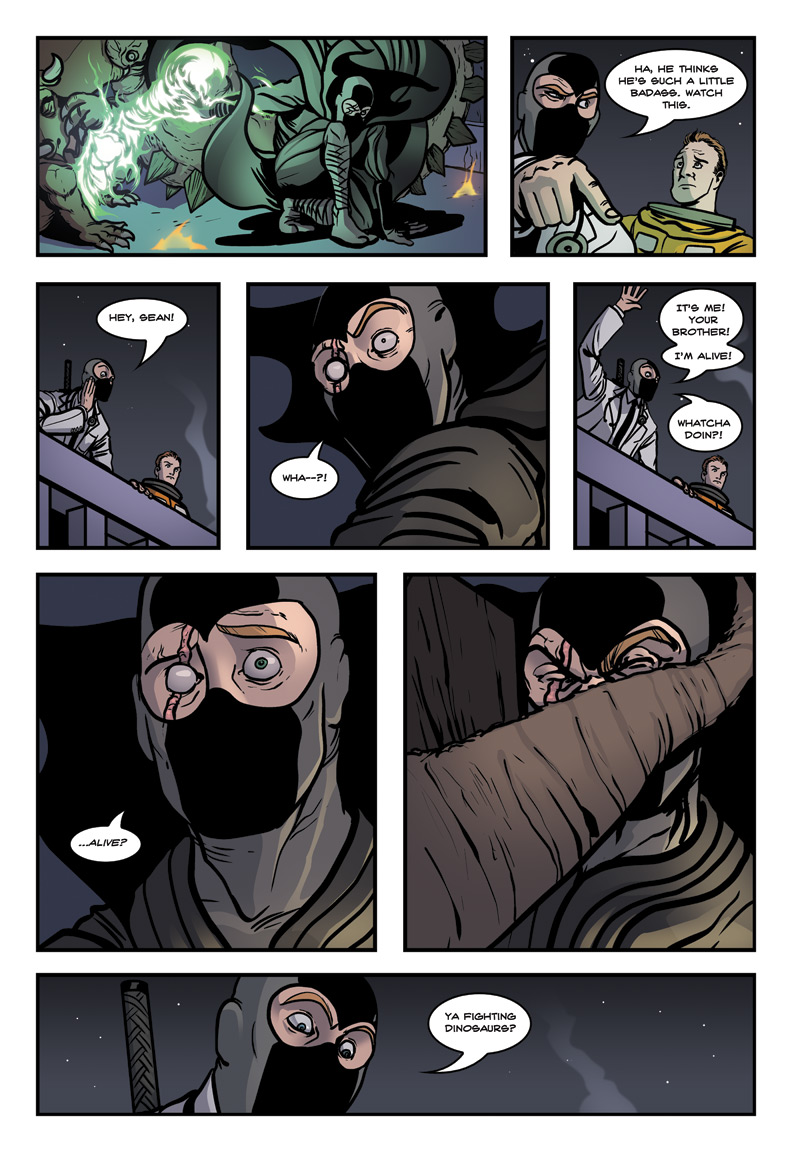 HA, HE THINKS
HE'S SUCH A LITTLE
BADASS. WATCH
THIS.
HEY, SEAN!
WHA--?!
IT'S ME!
YOUR
BROTHER!
I'M ALIVE!
WHATCHA
DOIN?!
...ALIVE?
YA FIGHTING
DINOSAURS?